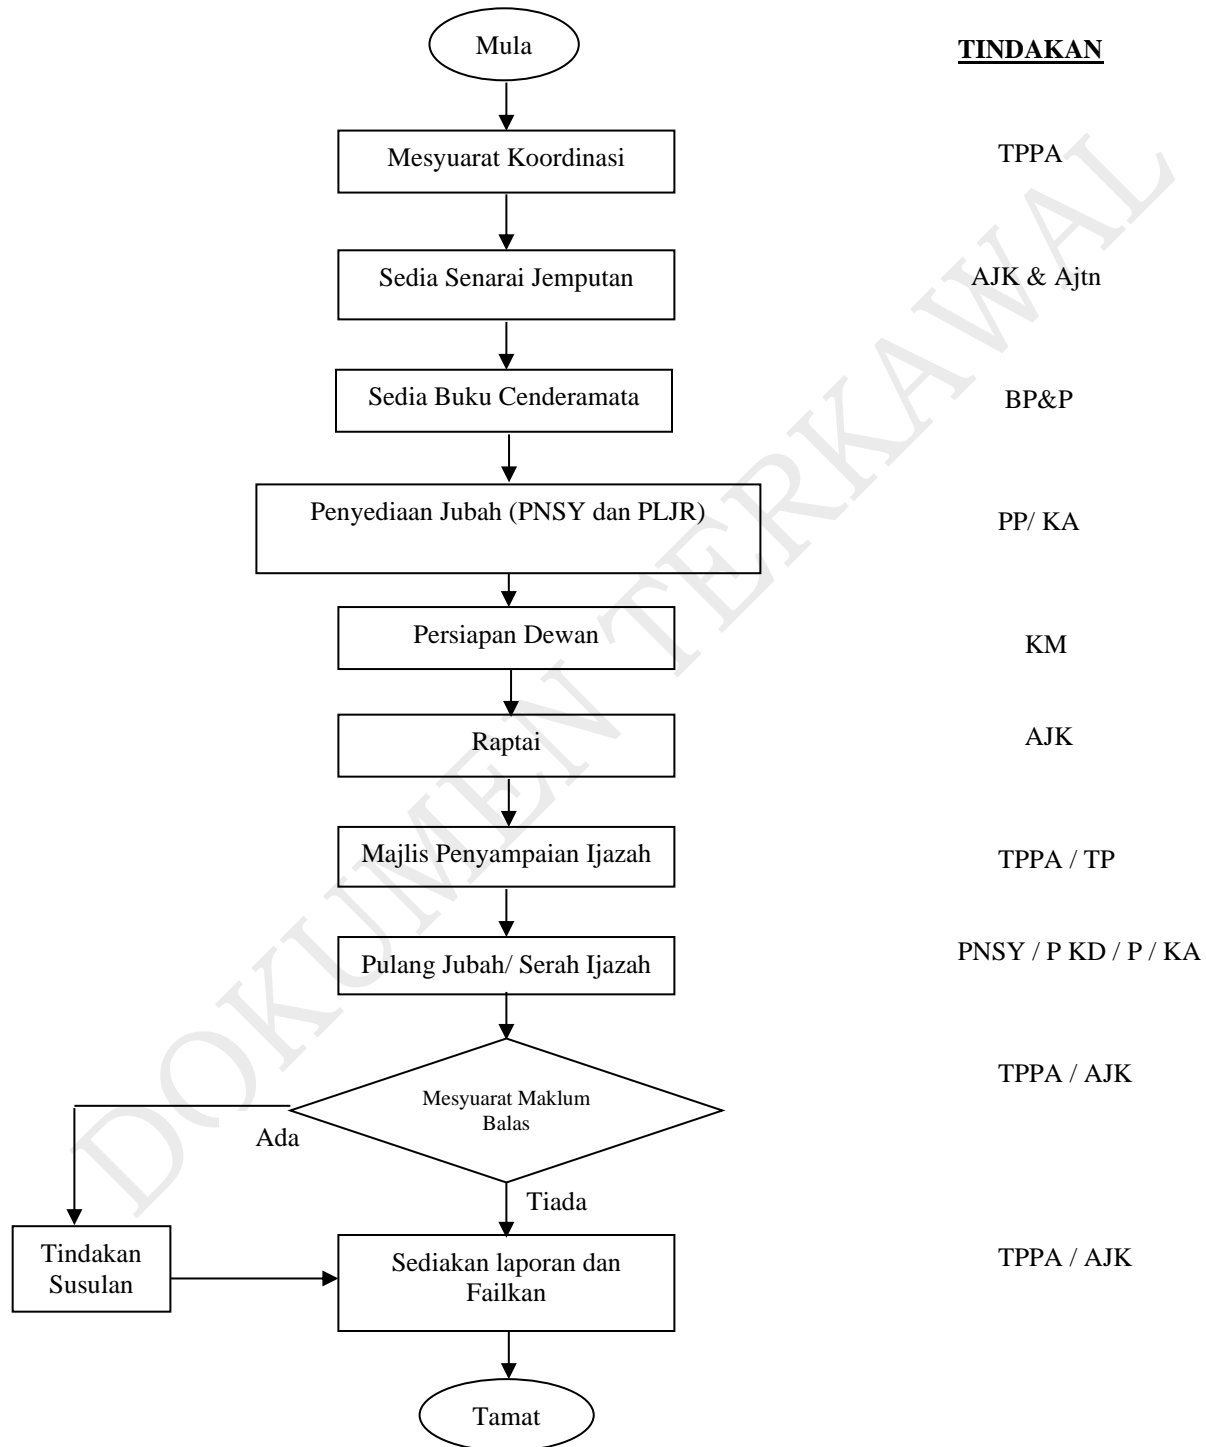 Mula
TINDAKAN
Mesyuarat Koordinasi
TPPA
Sedia Senarai Jemputan
AJK & Ajtn
Sedia Buku Cenderamata
BP&P
Penyediaan Jubah (PNSY dan PLJR)
PP/ KA
Persiapan Dewan
KM
Raptai
AJK
Majlis Penyampaian Ijazah
TPPA / TP
Pulang Jubah/ Serah Ijazah
PNSY / P KD / P / KA
Mesyuarat Maklum
Balas
TPPA / AJK
Ada
Tiada
Tindakan
Susulan
Sediakan laporan dan
Failkan
TPPA / AJK
Tamat
DOKUMEN TERKAWAL